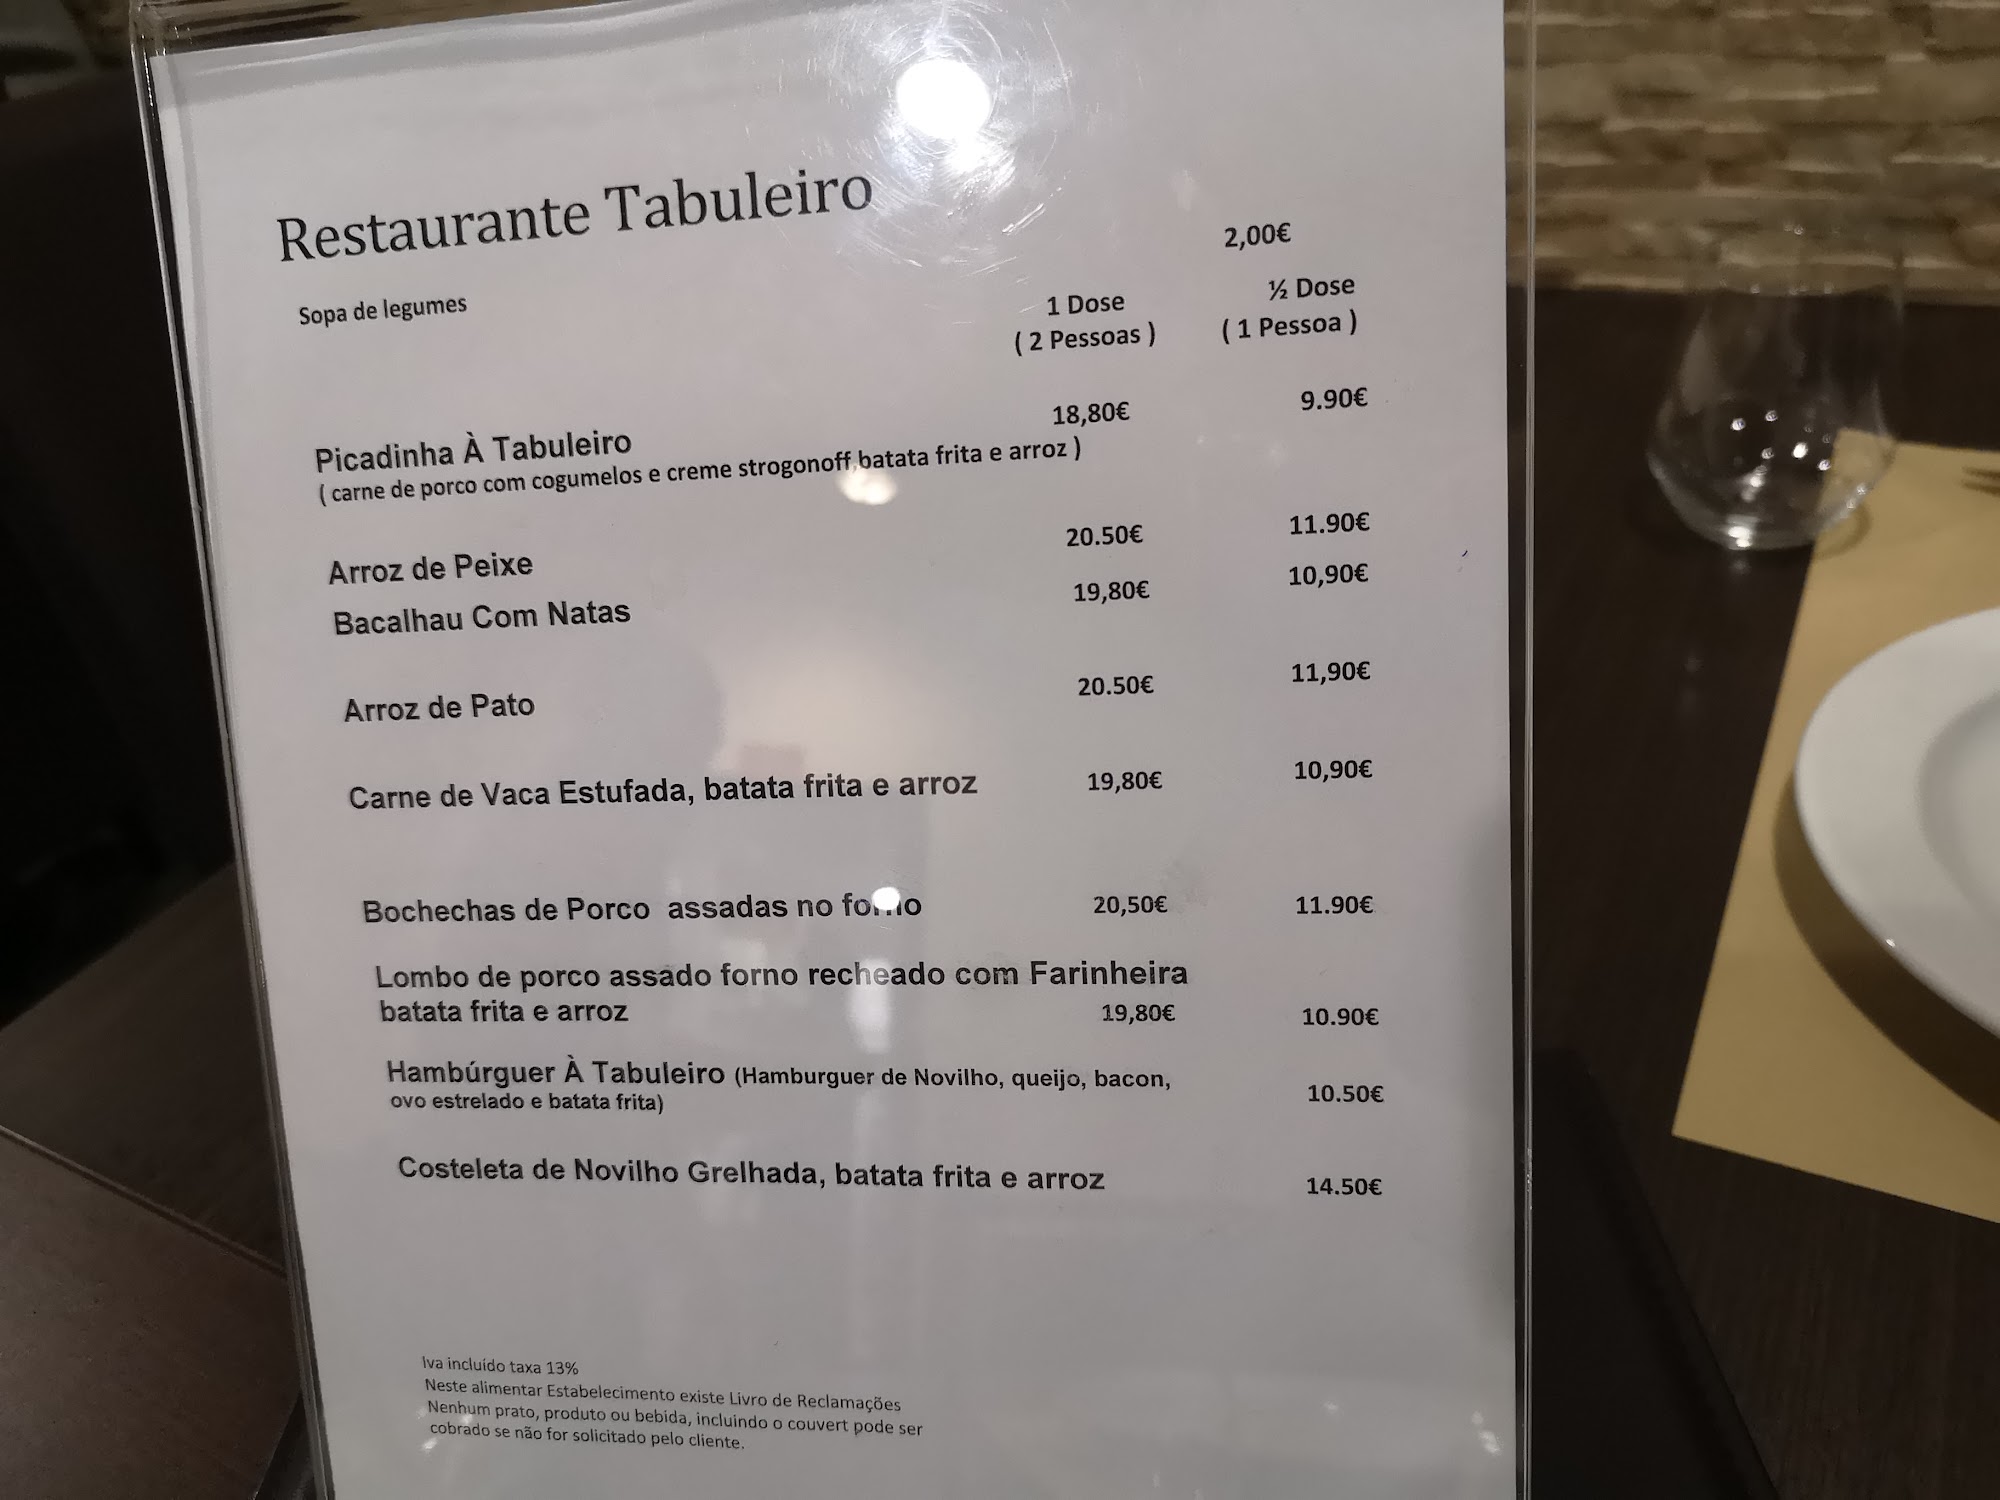 Restaurante Tabuleiro
Sopa de legumes 2,00€
1 Dose ½ Dose
( 2 Pessoas ) ( 1 Pessoa )
Picadinha À Tabuleiro 18,80€ 9.90€
( carne de porco com cogumelos e creme strogonoff,batata frita e arroz )
Arroz de Peixe 20.50€ 11.90€
Bacalhau Com Natas 19,80€ 10,90€
Arroz de Pato 20.50€ 11,90€
Carne de Vaca Estufada, batata frita e arroz 19,80€ 10,90€
Bochechas de Porco assadas no forno 20,50€ 11.90€
Lombo de porco assado forno recheado com Farinheira
batata frita e arroz 19,80€ 10.90€
Hambúrguer À Tabuleiro (Hamburguer de Novilho, queijo, bacon,
ovo estrelado e batata frita) 10.50€
Costeleta de Novilho Grelhada, batata frita e arroz 14.50€
Iva incluído taxa 13%
Neste alimentar Estabelecimento existe Livro de Reclamações
Nenhum prato, produto ou bebida, incluindo o couvert pode ser
cobrado se não for solicitado pelo cliente.